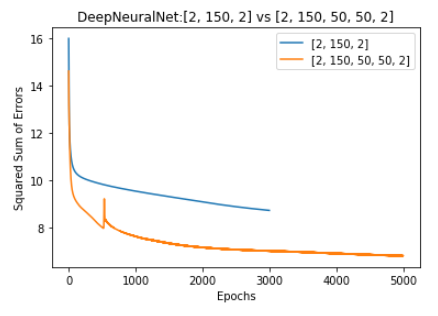 DeepNeuralNet:[2, 150, 2] vs [2, 150, 50, 50, 2]
[2, 150, 2]
[2, 150, 50, 50, 2]
Squared Sum of Errors
16
14
12
10
8
0 1000 2000 3000 4000 5000
Epochs